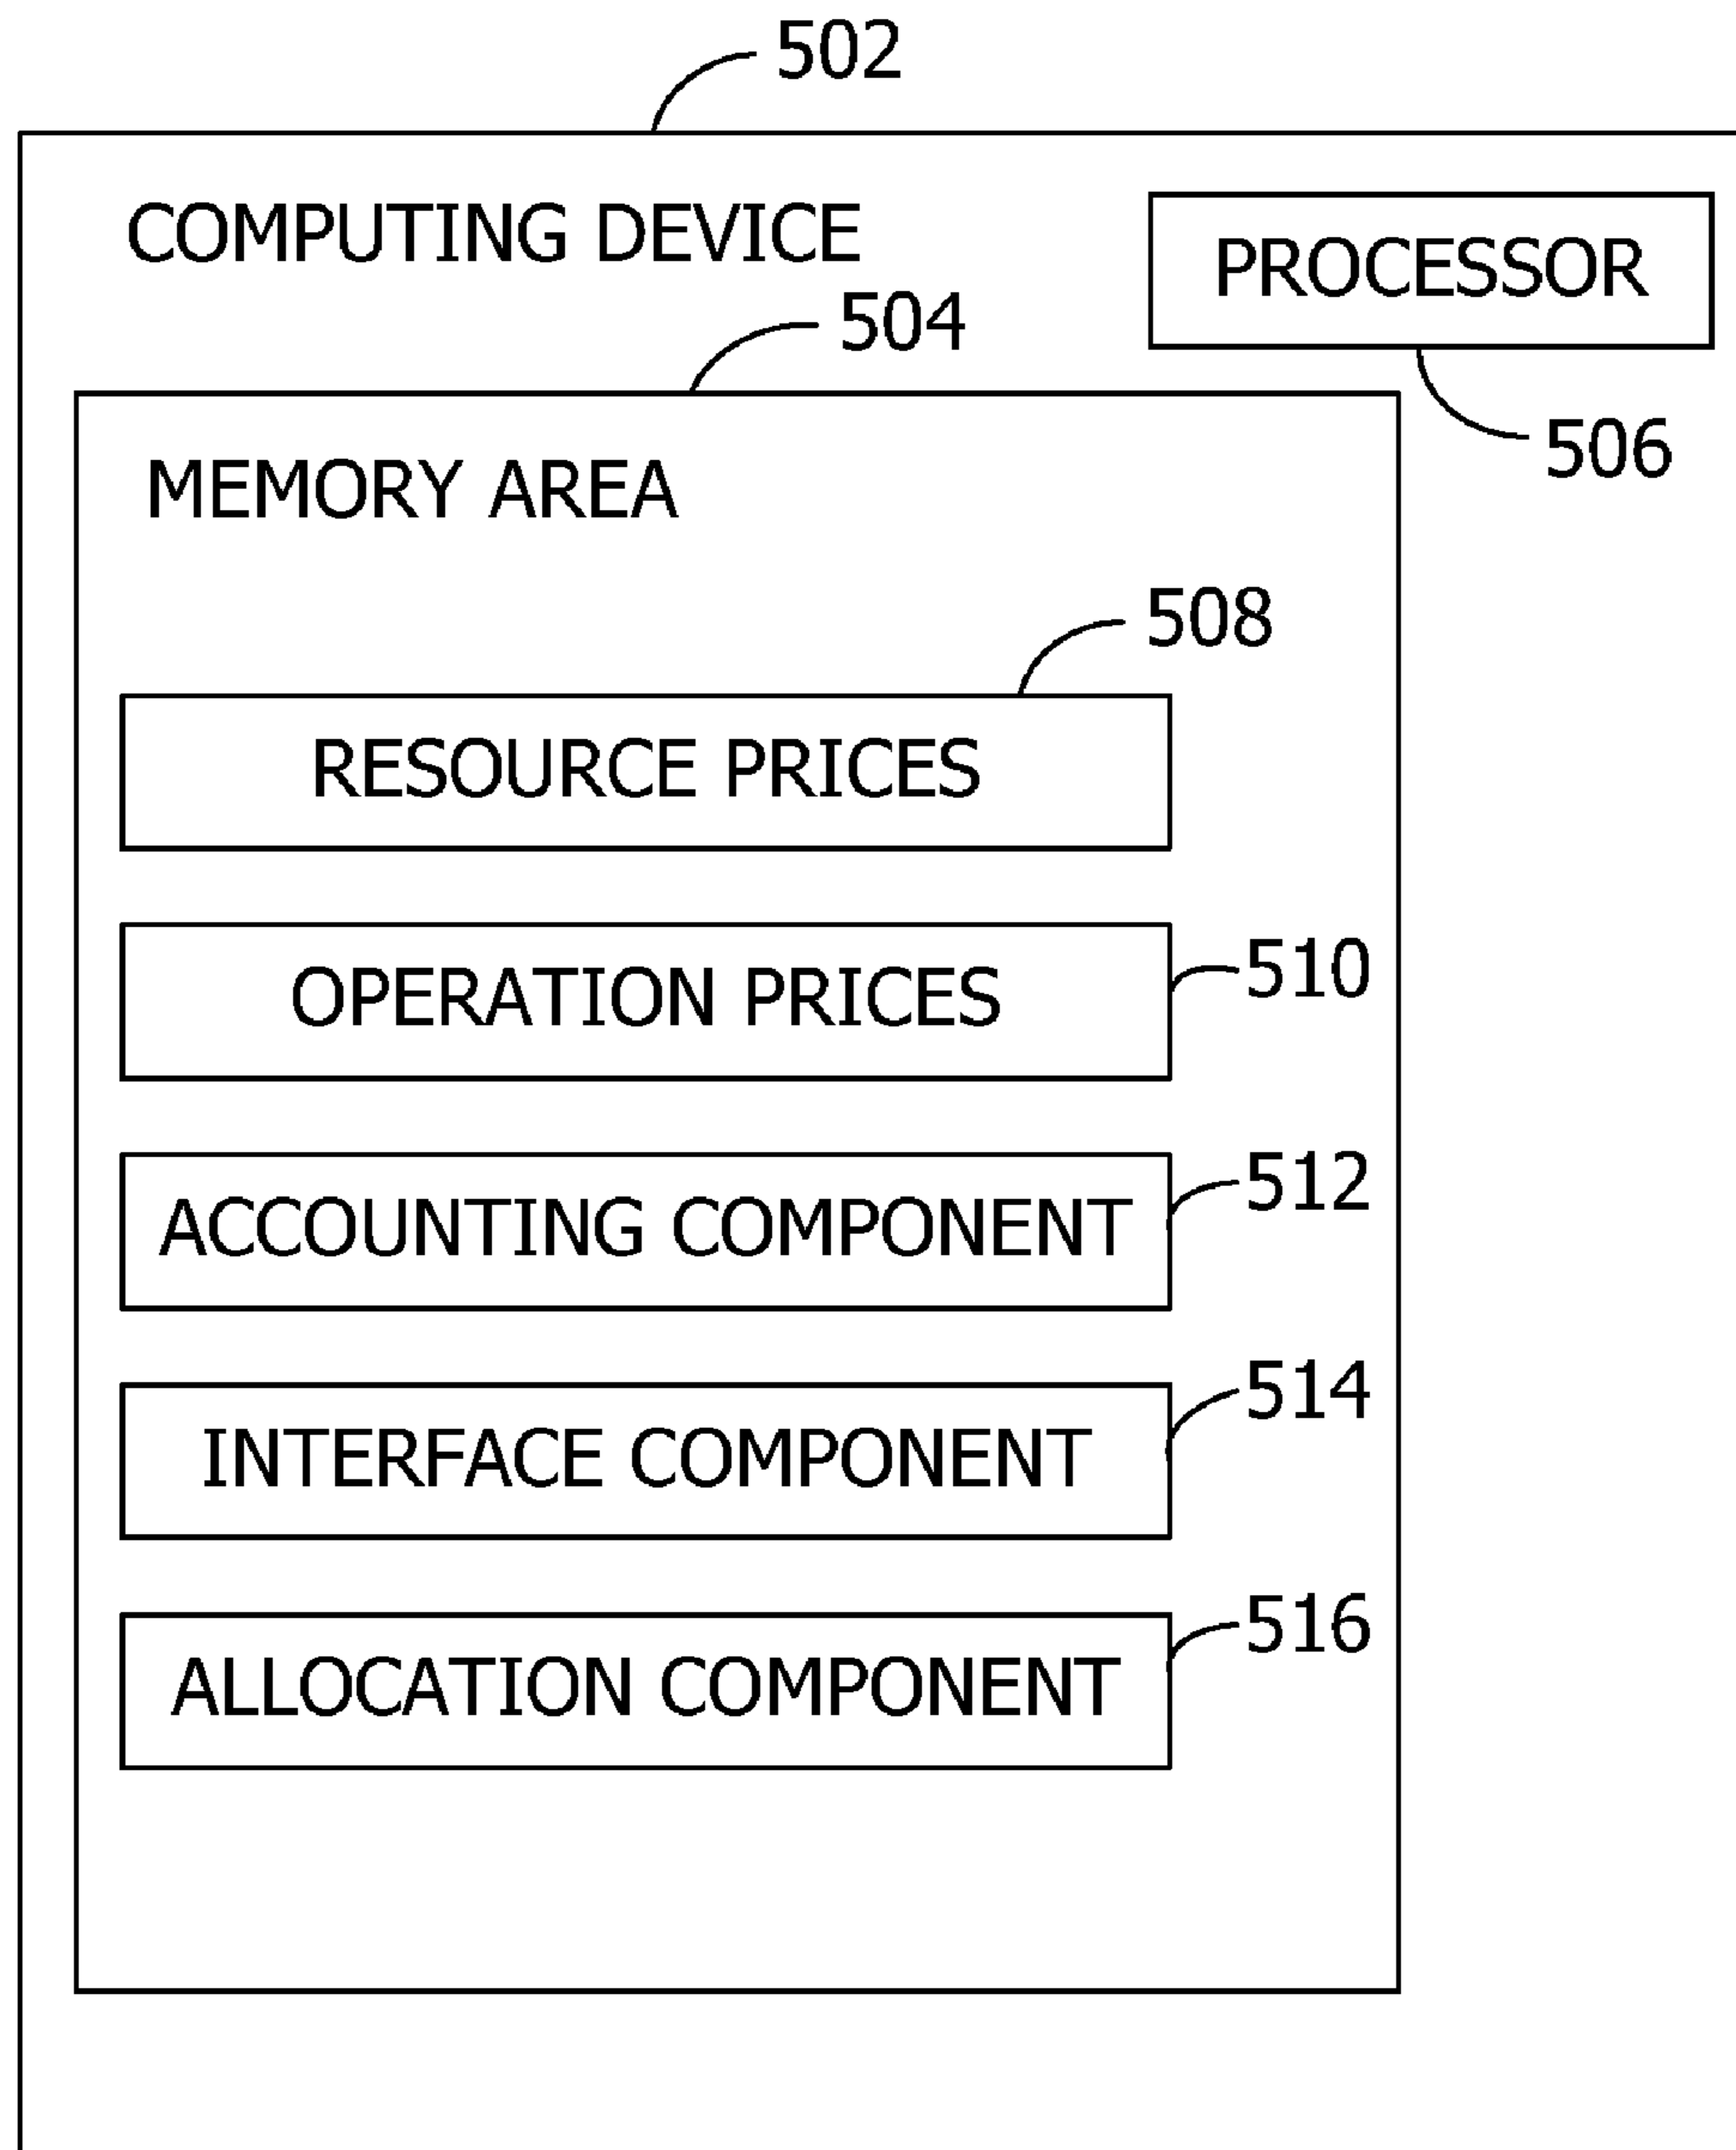 502
COMPUTING DEVICE
PROCESSOR
504
506
MEMORY AREA
508
RESOURCE PRICES
OPERATION PRICES
510
ACCOUNTING COMPONENT
512
INTERFACE COMPONENT
514
ALLOCATION COMPONENT
516